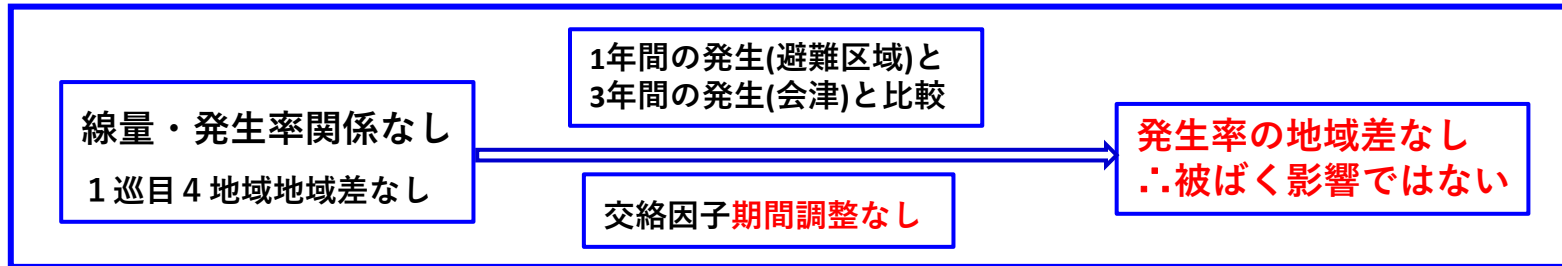 線量・発生率関係なし
１巡目４地域地域差なし
1年間の発生(避難区域)と
3年間の発生(会津)と比較
交絡因子期間調整なし
発生率の地域差なし
∴被ばく影響ではない